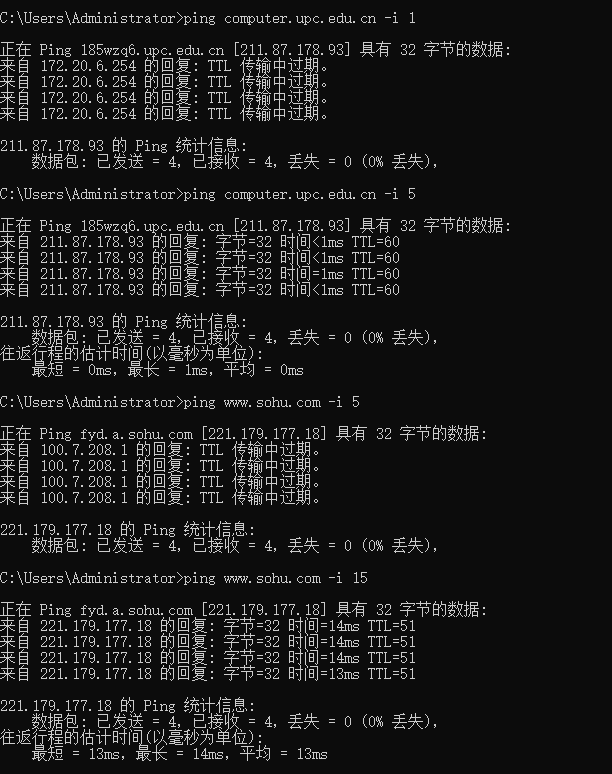 C:\Users\Administrator>ping computer.upc.edu.cn -i 1
正在 Ping 185wzq6.upc.edu.cn [211.87.178.93] 具有 32 字节的数据:
来自 172.20.6.254 的回复: TTL 传输中过期。
来自 172.20.6.254 的回复: TTL 传输中过期。
来自 172.20.6.254 的回复: TTL 传输中过期。
来自 172.20.6.254 的回复: TTL 传输中过期。
211.87.178.93 的 Ping 统计信息:
数据包: 已发送 = 4, 已接收 = 4, 丢失 = 0 (0% 丢失),
C:\Users\Administrator>ping computer.upc.edu.cn -i 5
正在 Ping 185wzq6.upc.edu.cn [211.87.178.93] 具有 32 字节的数据:
来自 211.87.178.93 的回复: 字节=32 时间<1ms TTL=60
来自 211.87.178.93 的回复: 字节=32 时间<1ms TTL=60
来自 211.87.178.93 的回复: 字节=32 时间=1ms TTL=60
来自 211.87.178.93 的回复: 字节=32 时间<1ms TTL=60
211.87.178.93 的 Ping 统计信息:
数据包: 已发送 = 4, 已接收 = 4, 丢失 = 0 (0% 丢失),
往返行程的估计时间(以毫秒为单位):
最短 = 0ms, 最长 = 1ms, 平均 = 0ms
C:\Users\Administrator>ping www.sohu.com -i 5
正在 Ping fyd.a.sohu.com [221.179.177.18] 具有 32 字节的数据:
来自 100.7.208.1 的回复: TTL 传输中过期。
来自 100.7.208.1 的回复: TTL 传输中过期。
来自 100.7.208.1 的回复: TTL 传输中过期。
来自 100.7.208.1 的回复: TTL 传输中过期。
221.179.177.18 的 Ping 统计信息:
数据包: 已发送 = 4, 已接收 = 4, 丢失 = 0 (0% 丢失),
C:\Users\Administrator>ping www.sohu.com -i 15
正在 Ping fyd.a.sohu.com [221.179.177.18] 具有 32 字节的数据:
来自 221.179.177.18 的回复: 字节=32 时间=14ms TTL=51
来自 221.179.177.18 的回复: 字节=32 时间=14ms TTL=51
来自 221.179.177.18 的回复: 字节=32 时间=14ms TTL=51
来自 221.179.177.18 的回复: 字节=32 时间=13ms TTL=51
221.179.177.18 的 Ping 统计信息:
数据包: 已发送 = 4, 已接收 = 4, 丢失 = 0 (0% 丢失),
往返行程的估计时间(以毫秒为单位):
最短 = 13ms, 最长 = 14ms, 平均 = 13ms